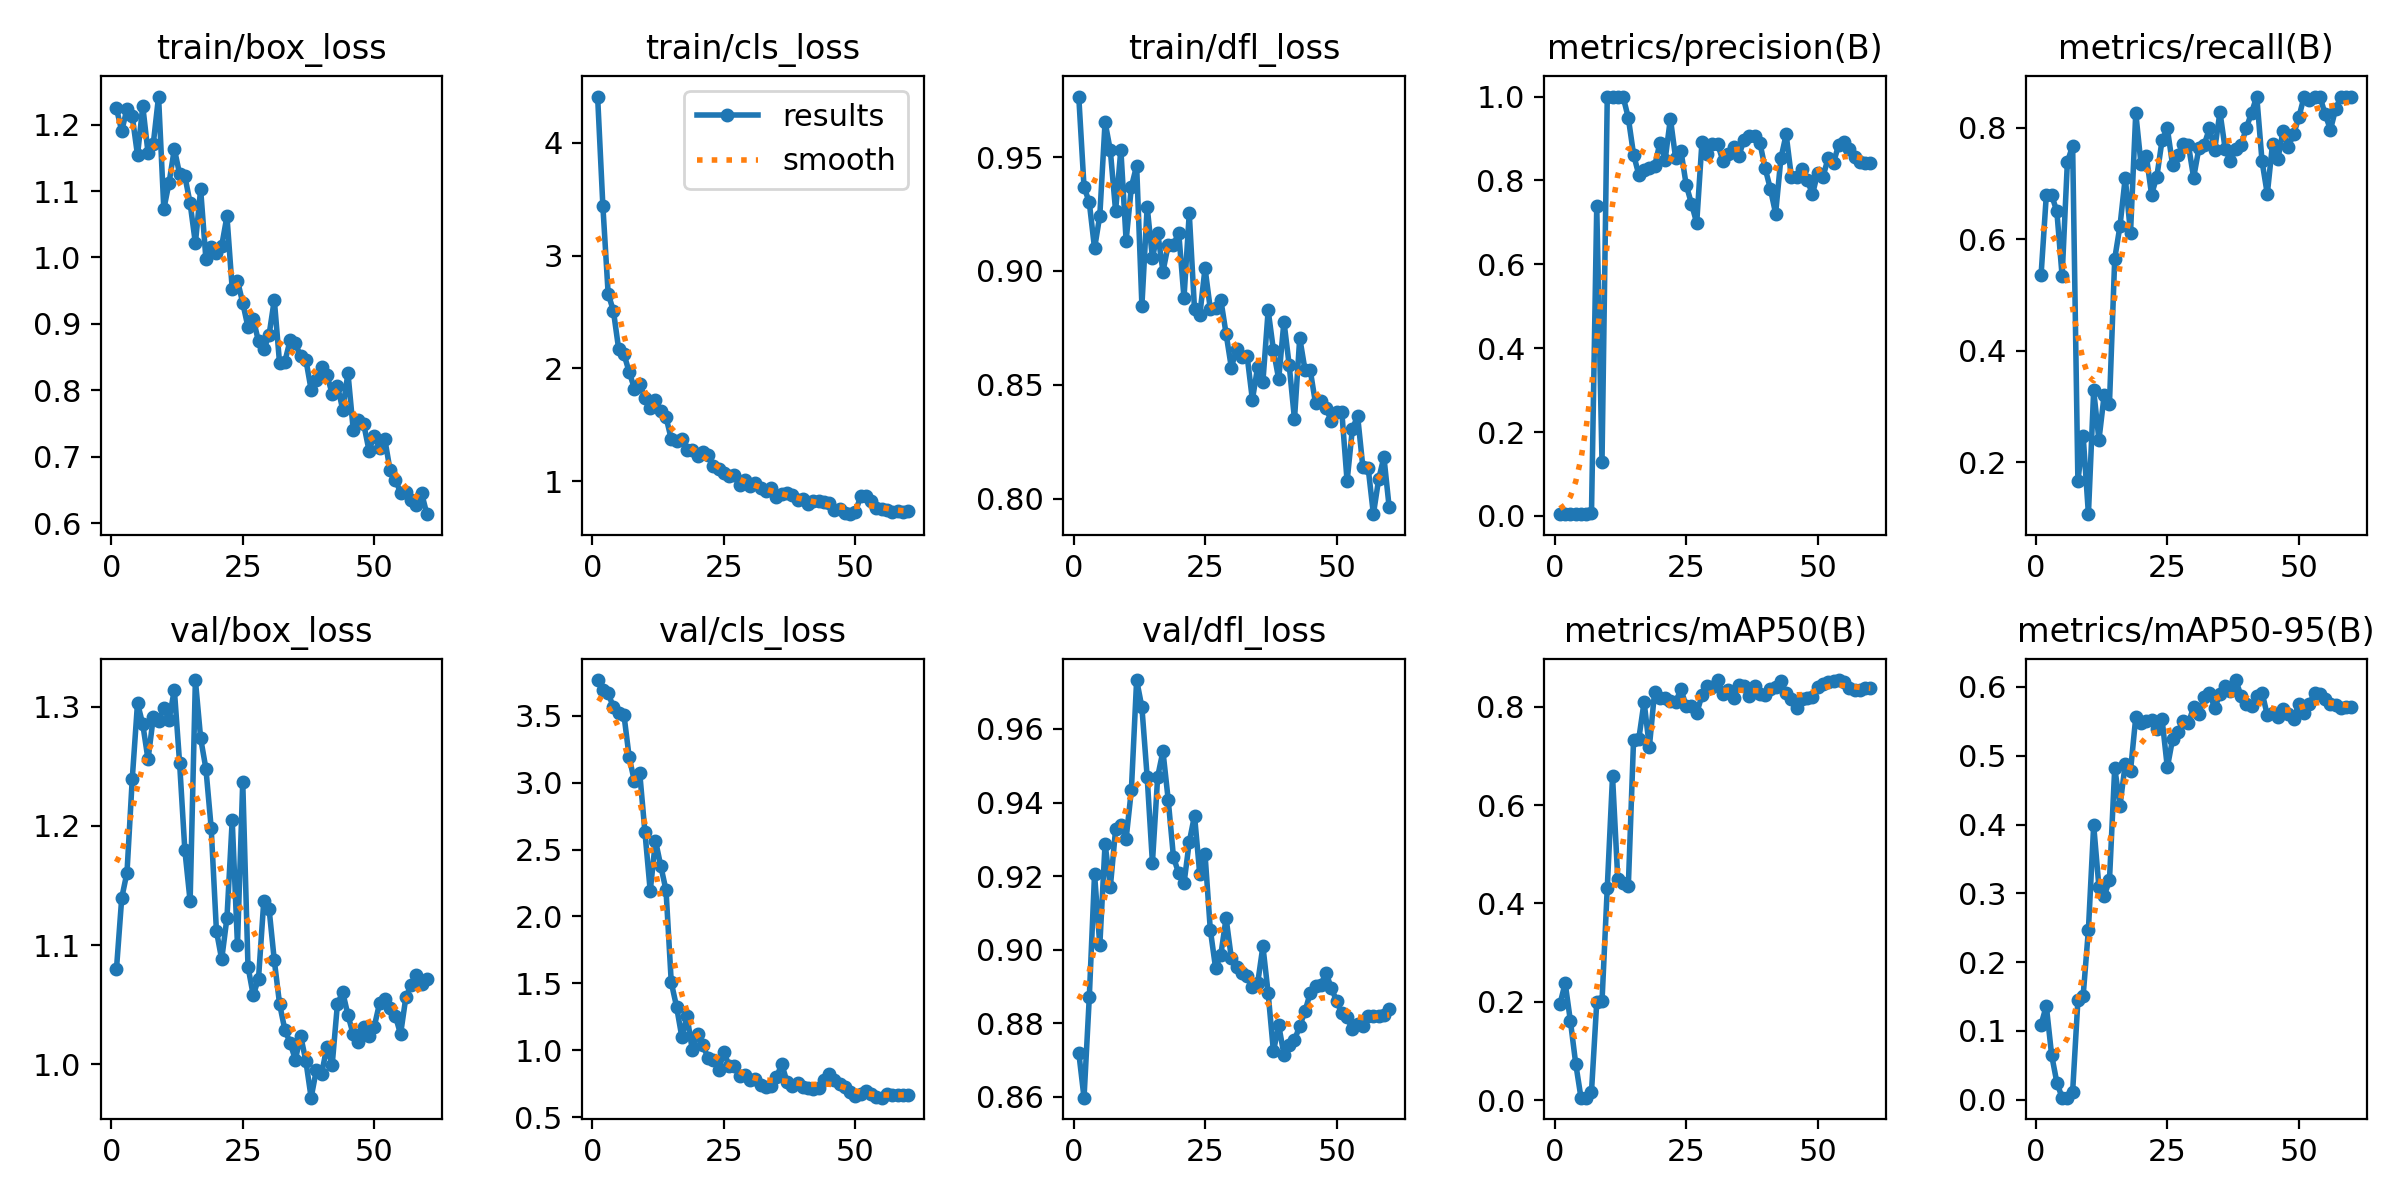 train/box_loss
1.2
1.1
1.0
0.9
0.8
0.7
0.6
0 25 50
train/cls_loss
results
smooth
4
3
2
1
0 25 50
train/dfl_loss
0.95
0.90
0.85
0.80
0 25 50
metrics/precision(B)
1.0
0.8
0.6
0.4
0.2
0.0
0 25 50
metrics/recall(B)
0.8
0.6
0.4
0.2
0 25 50
val/box_loss
1.3
1.2
1.1
1.0
0 25 50
val/cls_loss
3.5
3.0
2.5
2.0
1.5
1.0
0.5
0 25 50
val/dfl_loss
0.96
0.94
0.92
0.90
0.88
0.86
0 25 50
metrics/mAP50(B)
0.8
0.6
0.4
0.2
0.0
0 25 50
metrics/mAP50-95(B)
0.6
0.5
0.4
0.3
0.2
0.1
0.0
0 25 50